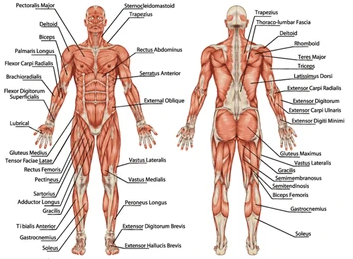 Pectoralis Major
Deltoid
Biceps
Palmaris Longus
Flexor Carpi Radialis
Brachioradialis
Flexor Digitorum
Superficialis
Lubrical
Gluteus Medius
Tensor Faciae Latae
Rectus Femoris
Pectineus
Sartorius
Adductor Longus
Gracilis
Tibialis Anterior
Gastrocnemius
Soleus
Sternocleidomastoid
Trapezius
Rectus Abdominus
Serratus Anterior
External Oblique
Vastus Lateralis
Vastus Medialis
Peroneus Longus
Extensor Digitorum Brevis
Extensor Hallucis Brevis
Trapezius
Thoraco-lumbar Fascia
Deltoid
Rhomboid
Teres Major
Triceps
Latissimus Dorsi
Extensor Carpi Radialis
Extensor Digitorum
Extensor Carpi Ulnaris
Extensor Digiti Minimi
Gluteus Maximus
Vastus Lateralis
Gracilis
Semimembranosus
Semitendinosis
Biceps Femoris
Gastrocnemius
Soleus